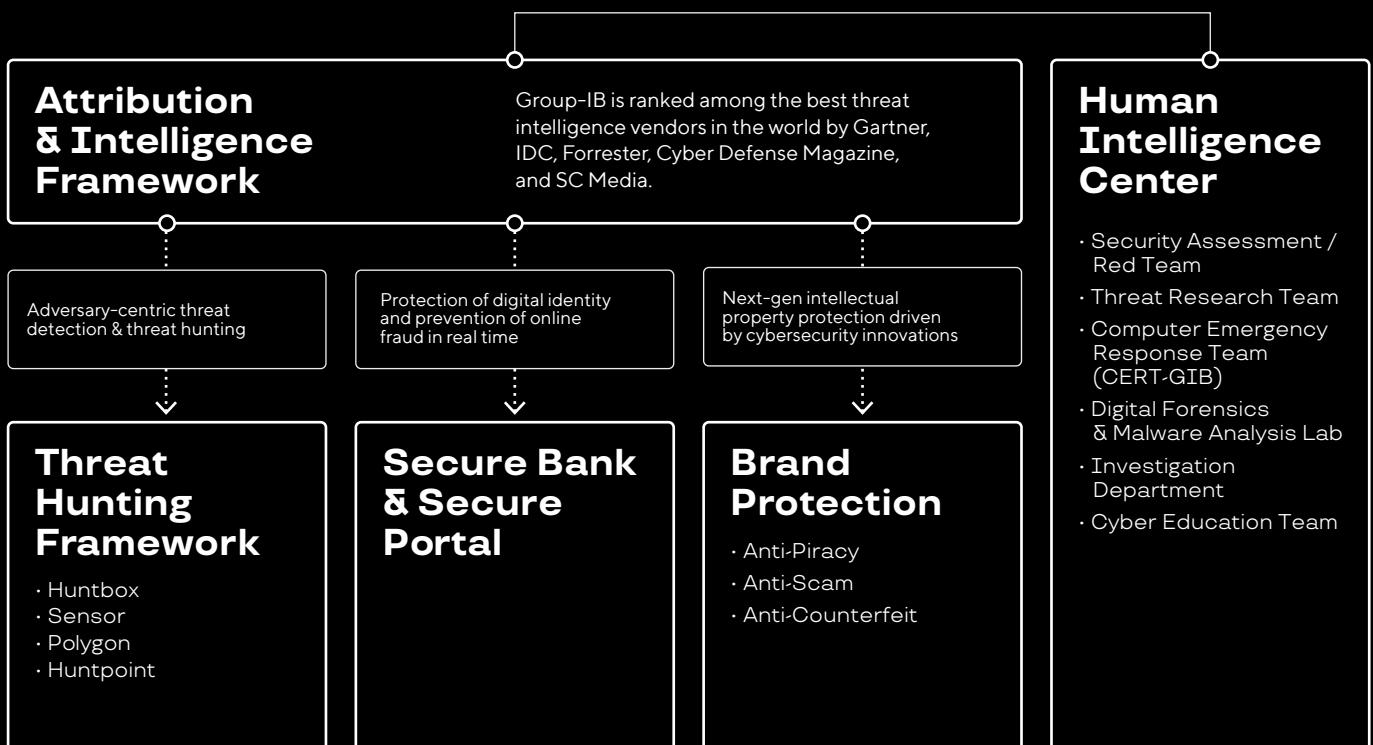 Attribution
& Intelligence
Framework
Group-IB is ranked among the best threat
intelligence vendors in the world by Gartner,
IDC, Forrester, Cyber Defense Magazine,
and SC Media.
Adversary-centric threat
detection & threat hunting
Protection of digital identity
and prevention of online
fraud in real time
Next-gen intellectual
property protection driven
by cybersecurity innovations
Threat
Hunting
Framework
· Huntbox
· Sensor
· Polygon
· Huntpoint
Secure Bank
& Secure
Portal
Brand
Protection
· Anti-Piracy
· Anti-Scam
· Anti-Counterfeit
Human
Intelligence
Center
· Security Assessment /
Red Team
· Threat Research Team
· Computer Emergency
Response Team
(CERT-GIB)
· Digital Forensics
& Malware Analysis Lab
· Investigation
Department
· Cyber Education Team